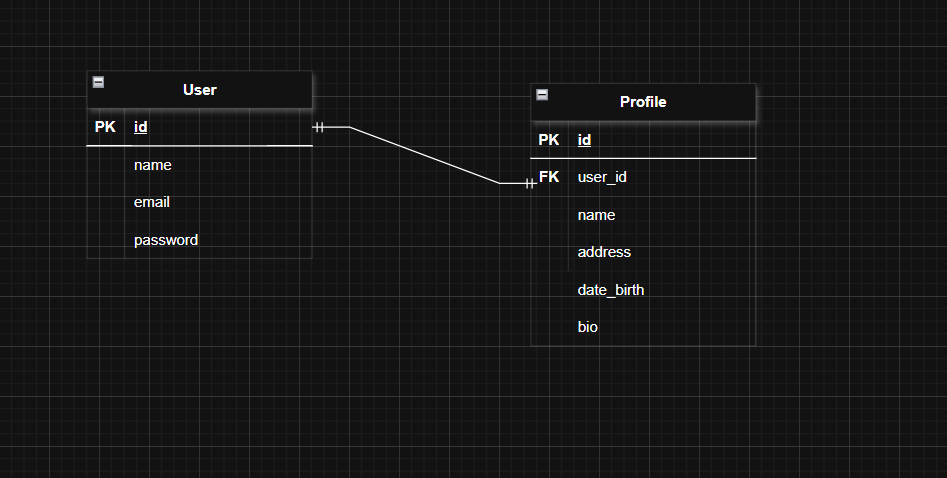 User
PK id
name
email
password
Profile
PK id
FK user_id
name
address
date_birth
bio